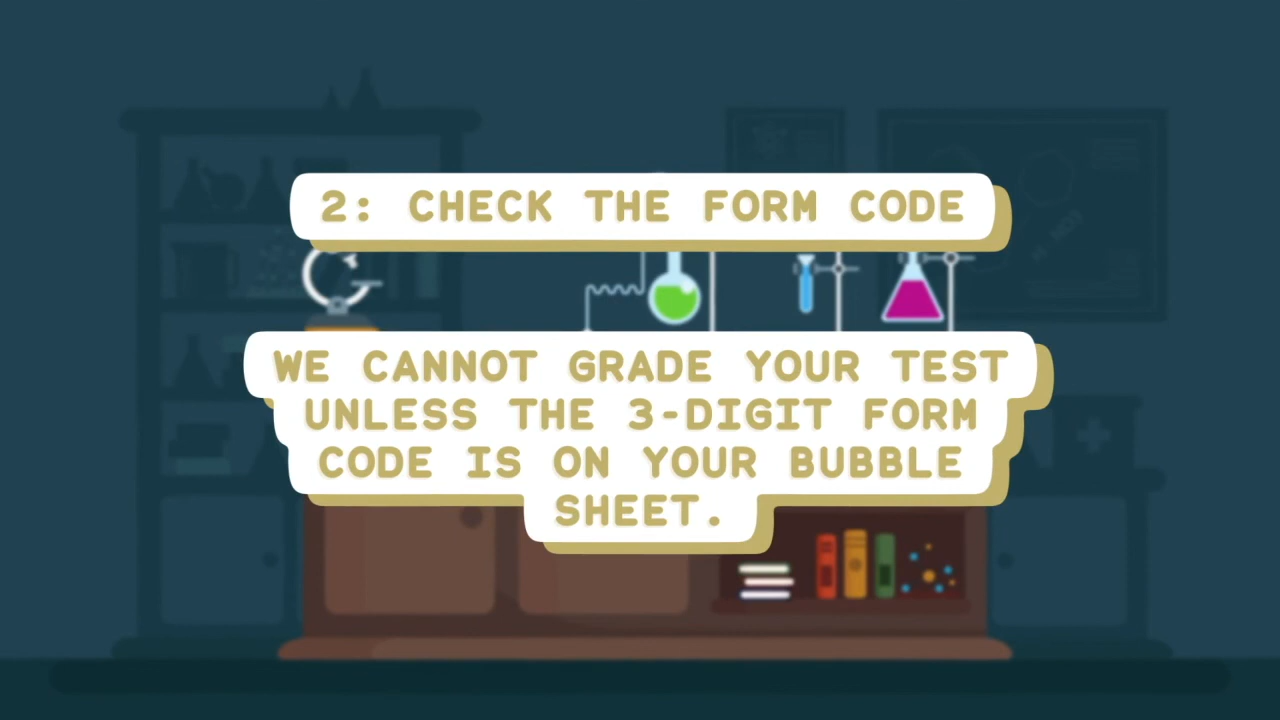 2: CHECK THE FORM CODE
WE CANNOT GRADE YOUR TEST
UNLESS THE 3-DIGIT FORM
CODE IS ON YOUR BUBBLE
SHEET.